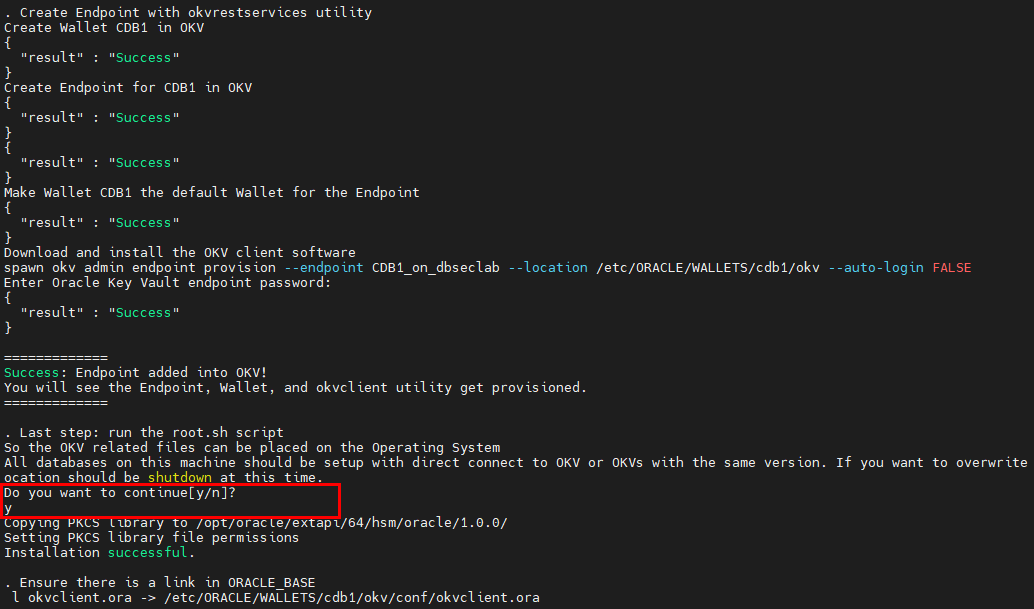 . Create Endpoint with okvrestservices utility
Create Wallet CDB1 in OKV
{
  "result" : "Success"
}
Create Endpoint for CDB1 in OKV
{
  "result" : "Success"
}
{
  "result" : "Success"
}
Make Wallet CDB1 the default Wallet for the Endpoint
{
  "result" : "Success"
}
Download and install the OKV client software
spawn okv admin endpoint provision --endpoint CDB1_on_dbseclab --location /etc/ORACLE/WALLETS/cdb1/okv --auto-login FALSE
Enter Oracle Key Vault endpoint password:
{
  "result" : "Success"
}

=============
Success: Endpoint added into OKV!
You will see the Endpoint, Wallet, and okvclient utility get provisioned.
=============

. Last step: run the root.sh script
So the OKV related files can be placed on the Operating System
All databases on this machine should be setup with direct connect to OKV or OKVs with the same version. If you want to overwrite
ocation should be shutdown at this time.
Do you want to continue[y/n]?
y
Copying PKCS library to /opt/oracle/extapi/64/hsm/oracle/1.0.0/
Setting PKCS library file permissions
Installation successful.

. Ensure there is a link in ORACLE_BASE
 l okvclient.ora -> /etc/ORACLE/WALLETS/cdb1/okv/conf/okvclient.ora